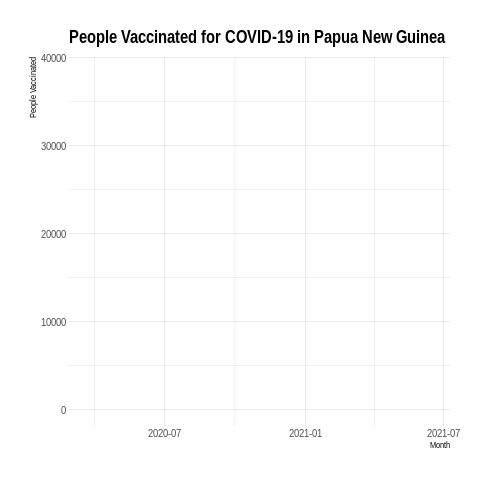 People Vaccinated for COVID-19 in Papua New Guinea
People Vaccinated
40000
30000
20000
10000
0
2020-07
2021-01
2021-07
Month